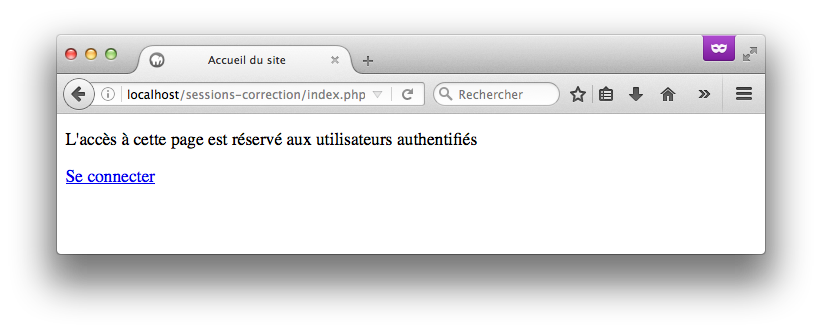 Accueil du site
localhost/sessions-correction/index.php
Rechercher
L'accès à cette page est réservé aux utilisateurs authentifiés
Se connecter